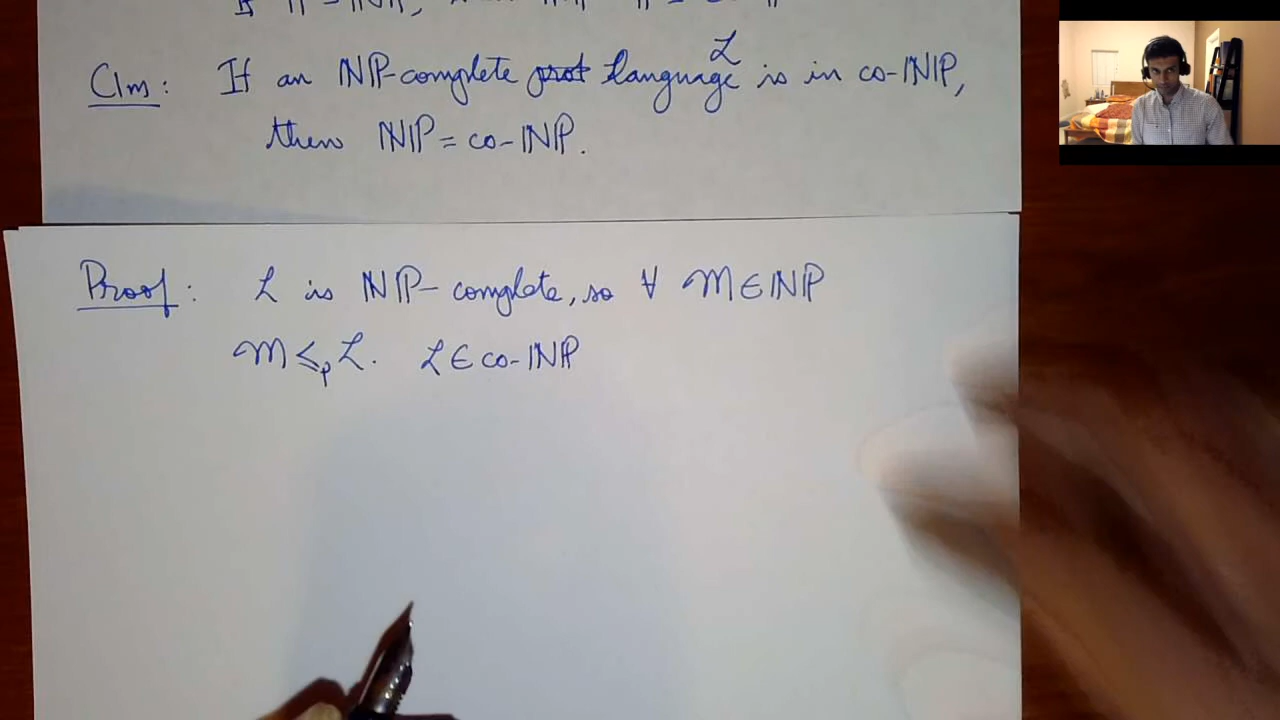 Clm: If an NP-complete language L is in co-NP,
then NP = co-NP.
Proof: L is NP-complete, so ∀ M ∈ NP
M ≤p L. L ∈ co-NP